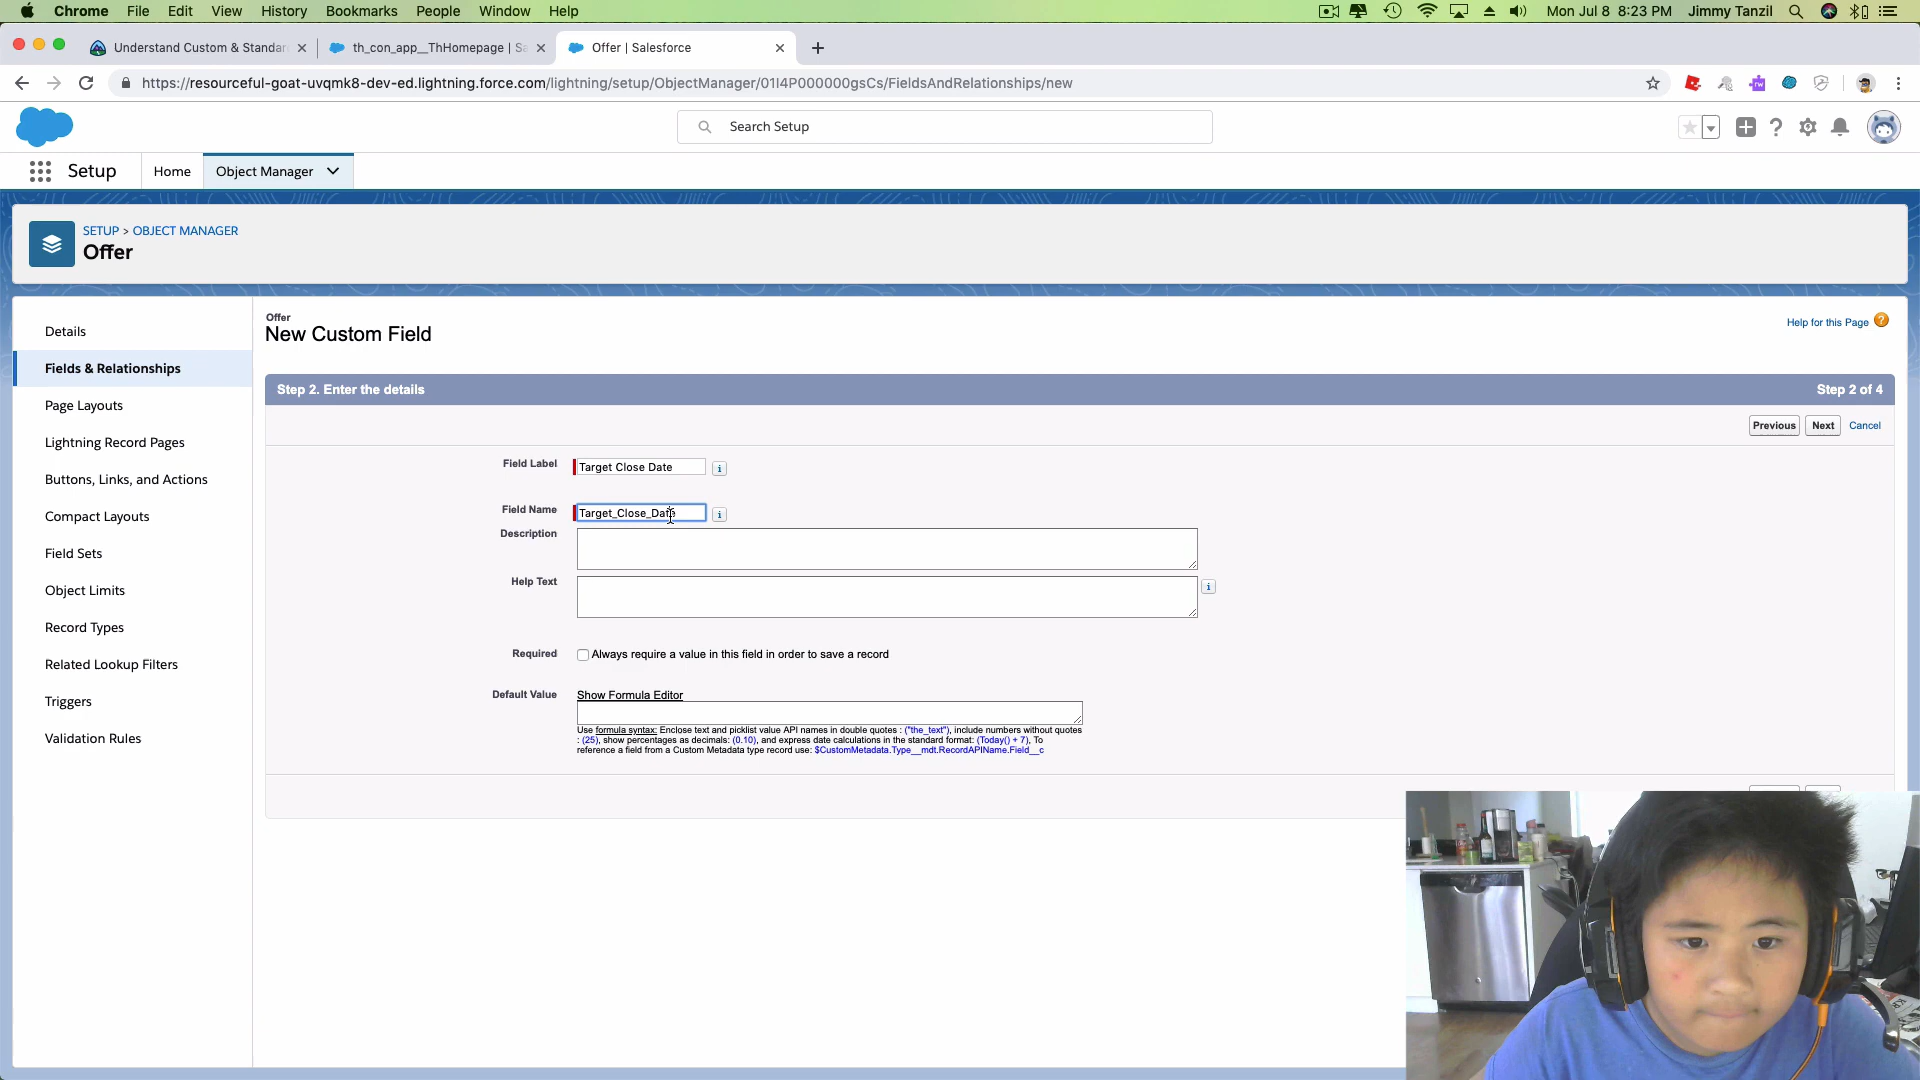 Chrome File Edit View History Bookmarks People Window Help Mon Jul 8 8:23 PM Jimmy Tanzil
Understand Custom & Standar th_con_app__ThHomepage | Sa Offer | Salesforce
https://resourceful-goat-uvqmk8-dev-ed.lightning.force.com/lightning/setup/ObjectManager/01I4P000000gsCs/FieldsAndRelationships/new
Search Setup
Setup Home Object Manager
SETUP > OBJECT MANAGER
Offer
Details
Fields & Relationships
Page Layouts
Lightning Record Pages
Buttons, Links, and Actions
Compact Layouts
Field Sets
Object Limits
Record Types
Related Lookup Filters
Triggers
Validation Rules
Offer
New Custom Field
Help for this Page
Step 2. Enter the details Step 2 of 4
Previous Next Cancel
Field Label Target Close Date
Field Name Target_Close_Date
Description
Help Text
Required Always require a value in this field in order to save a record
Default Value Show Formula Editor
Use formula syntax: Enclose text and picklist value API names in double quotes : ("the_text"), include numbers without quotes
: (25), show percentages as decimals: (0.10), and express date calculations in the standard format: (Today() + 7), To
reference a field from a Custom Metadata type record use: $CustomMetadata.Type__mdt.RecordAPIName.Field__c